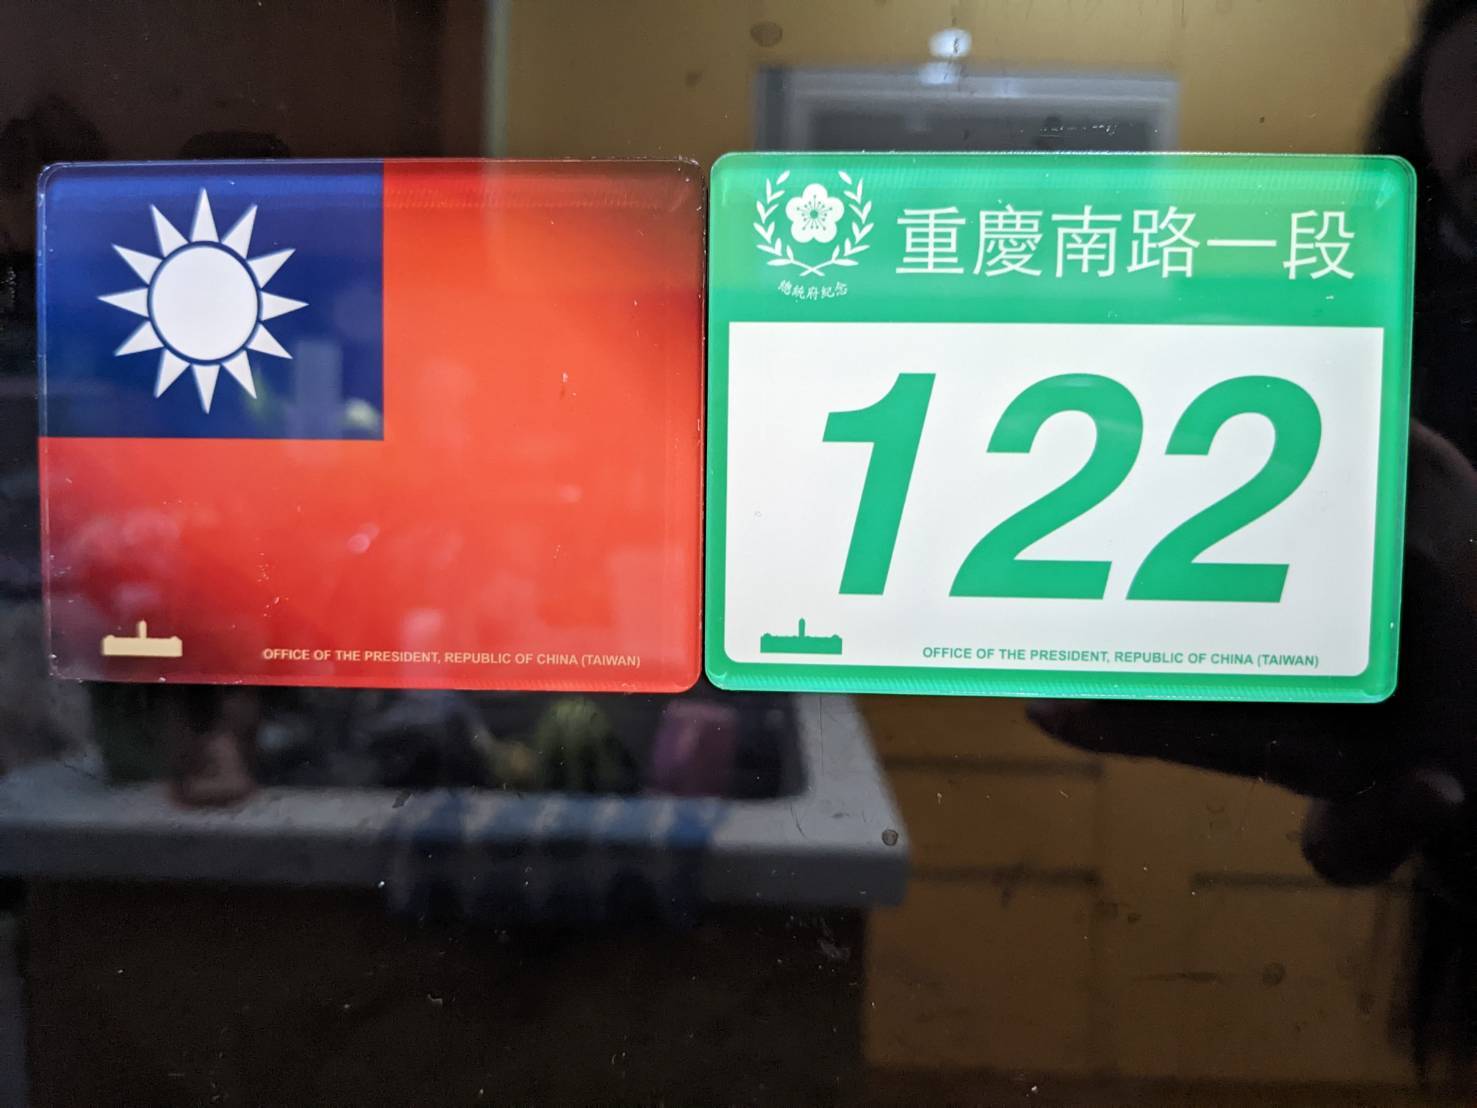 OFFICE OF THE PRESIDENT, REPUBLIC OF CHINA (TAIWAN)
重慶南路一段
總統府紀念
122
OFFICE OF THE PRESIDENT, REPUBLIC OF CHINA (TAIWAN)